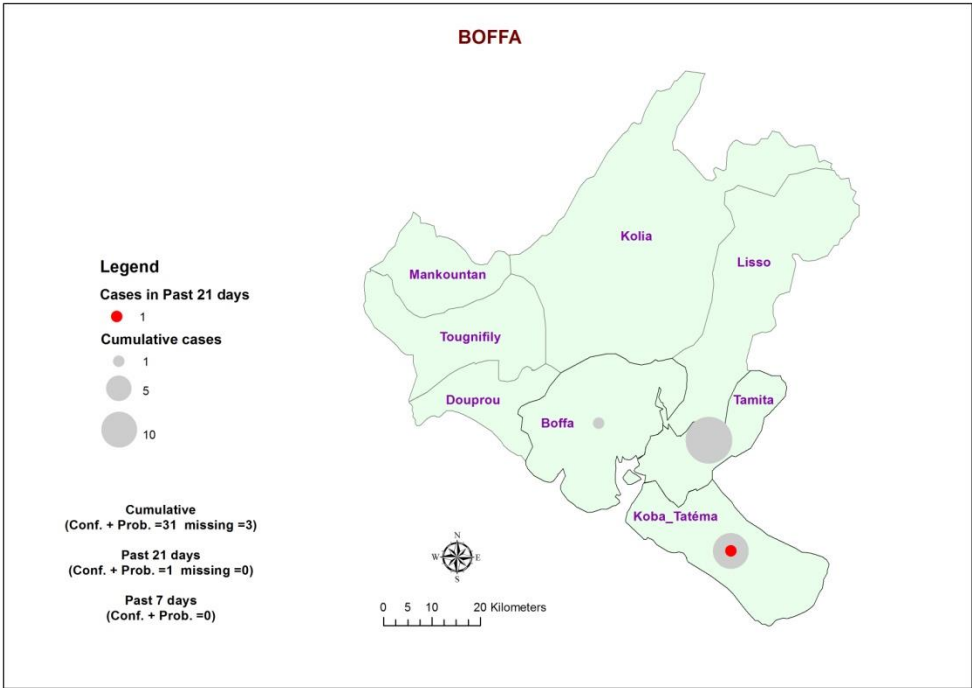 BOFFA
Kolia
Lisso
Mankountan
Tougnifily
Douprou
Boffa
Tamita
Koba_Tatéma
Legend
Cases in Past 21 days
1
Cumulative cases
1
5
10
Cumulative
(Conf. + Prob. =31 missing =3)
Past 21 days
(Conf. + Prob. =1 missing =0)
Past 7 days
(Conf. + Prob. =0)
N
W E
S
0 5 10 20 Kilometers